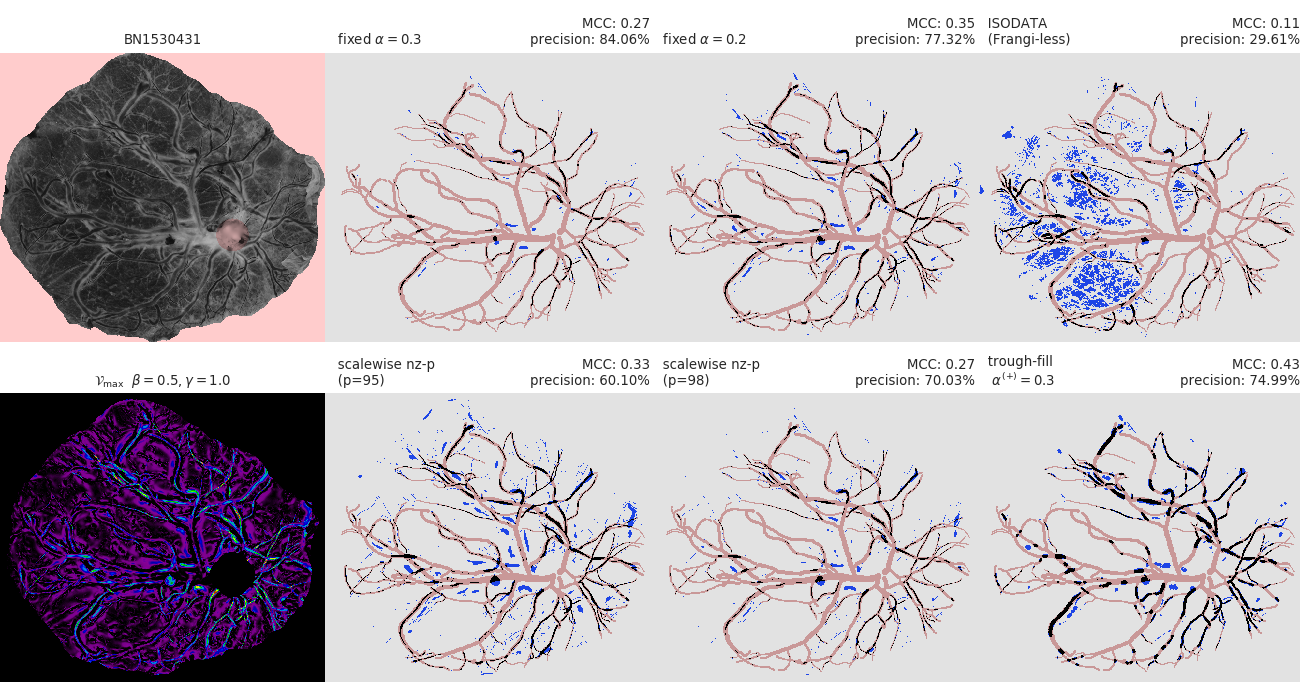 BN1530431
fixed α = 0.3
MCC: 0.27
precision: 84.06%
fixed α = 0.2
MCC: 0.35
precision: 77.32%
ISODATA
(Frangi-less)
MCC: 0.11
precision: 29.61%
𝒱max β = 0.5, γ = 1.0
scalewise nz-p
(p=95)
MCC: 0.33
precision: 60.10%
scalewise nz-p
(p=98)
MCC: 0.27
precision: 70.03%
trough-fill
α(+) = 0.3
MCC: 0.43
precision: 74.99%